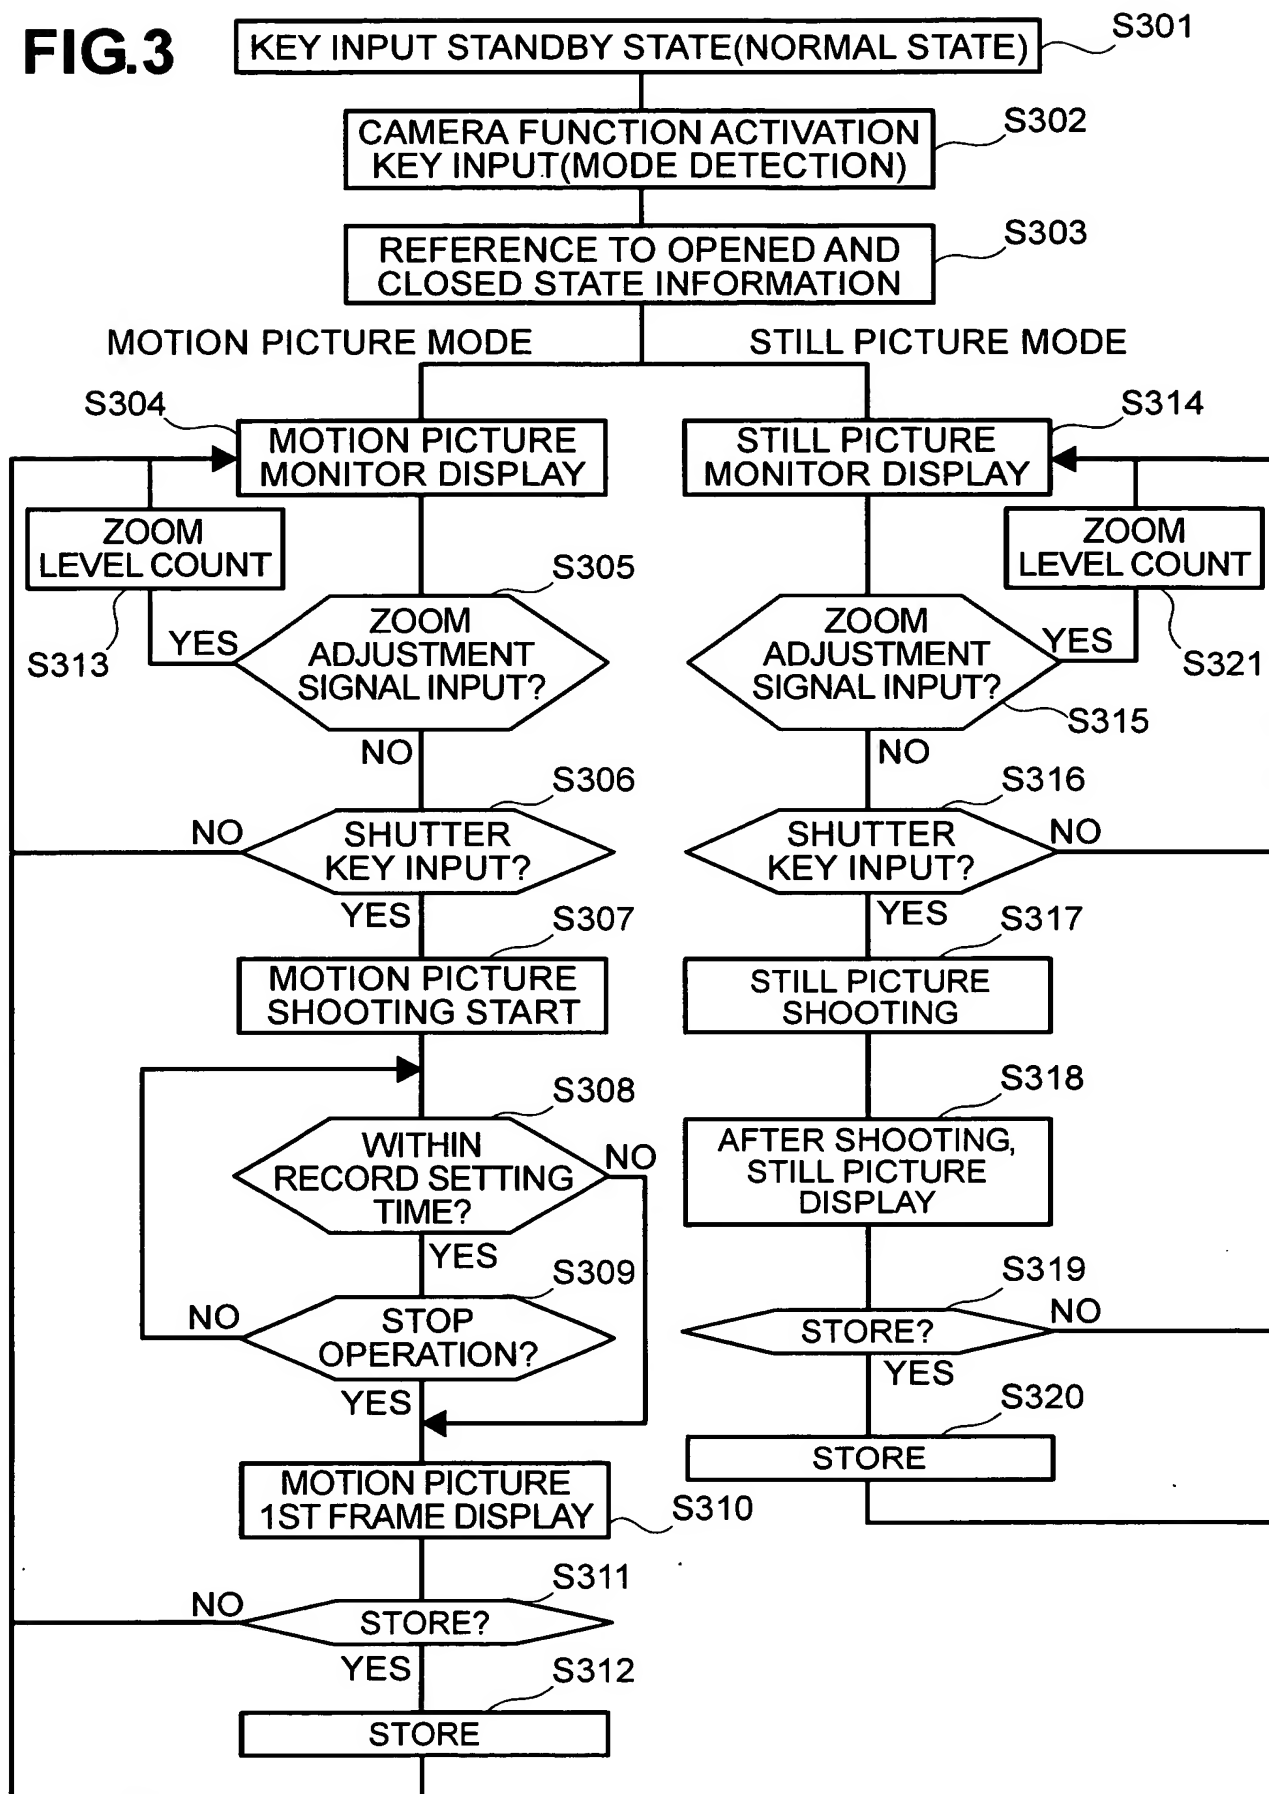 FIG.3
KEY INPUT STANDBY STATE(NORMAL STATE)
S301
CAMERA FUNCTION ACTIVATION
KEY INPUT(MODE DETECTION)
S302
REFERENCE TO OPENED AND
CLOSED STATE INFORMATION
S303
MOTION PICTURE MODE
STILL PICTURE MODE
S304
MOTION PICTURE
MONITOR DISPLAY
ZOOM
LEVEL COUNT
S313
S305
ZOOM
ADJUSTMENT
SIGNAL INPUT?
YES
NO
S306
SHUTTER
KEY INPUT?
NO
YES
S307
MOTION PICTURE
SHOOTING START
S308
WITHIN
RECORD SETTING
TIME?
NO
YES
S309
STOP
OPERATION?
NO
YES
MOTION PICTURE
1ST FRAME DISPLAY
S310
S311
STORE?
NO
YES
S312
STORE
S314
STILL PICTURE
MONITOR DISPLAY
ZOOM
LEVEL COUNT
S321
ZOOM
ADJUSTMENT
SIGNAL INPUT?
YES
S315
NO
S316
SHUTTER
KEY INPUT?
NO
YES
S317
STILL PICTURE
SHOOTING
S318
AFTER SHOOTING,
STILL PICTURE
DISPLAY
S319
STORE?
NO
YES
S320
STORE